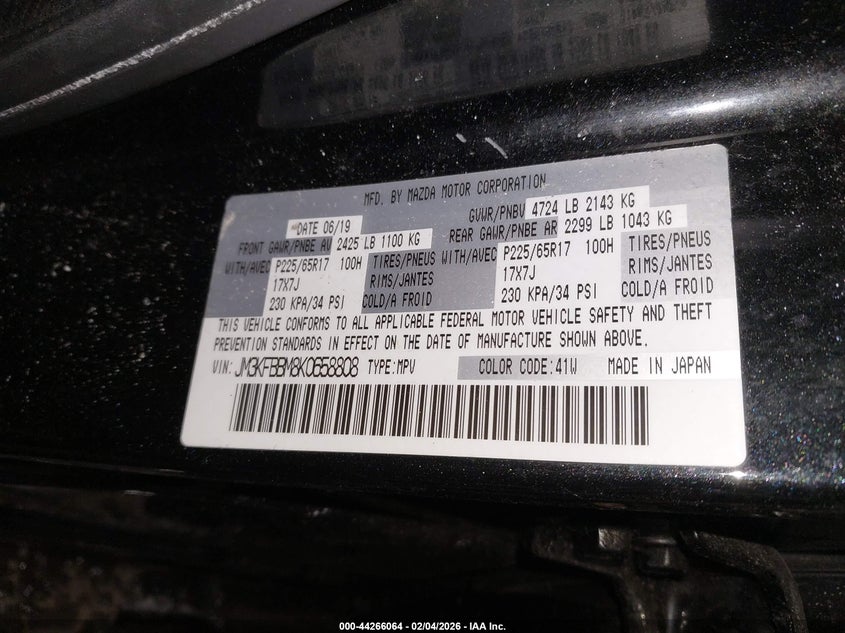 MFD. BY MAZDA MOTOR CORPORATION
DATE 06/19 GVWR/PNBV 4724 LB 2143 KG
FRONT GAWR/PNBE AV 2425 LB 1100 KG REAR GAWR/PNBE AR 2299 LB 1043 KG
WITH/AVEC P225/65R17 100H TIRES/PNEUS WITH/AVEC P225/65R17 100H TIRES/PNEUS
17X7J RIMS/JANTES 17X7J RIMS/JANTES
230 KPA/34 PSI COLD/A FROID 230 KPA/34 PSI COLD/A FROID
THIS VEHICLE CONFORMS TO ALL APPLICABLE FEDERAL MOTOR VEHICLE SAFETY AND THEFT
PREVENTION STANDARDS IN EFFECT ON THE DATE OF MANUFACTURE SHOWN ABOVE.
VIN: JM3KFBBM8K0658808 TYPE:MPV COLOR CODE:41W MADE IN JAPAN
000-44266064 - 02/04/2026 - IAA Inc.